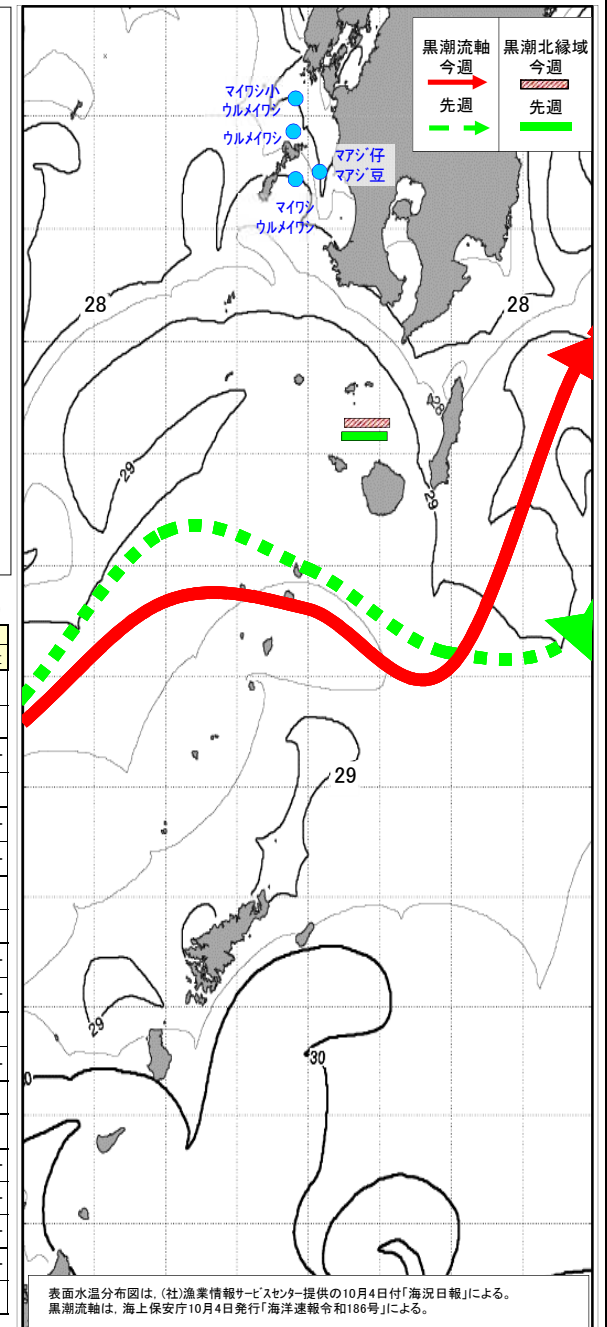 黒潮流軸
今週
先週
黒潮北縁域
今週
先週
マイワシ小
ウルメイワシ
ウルメイワシ
マアジ仔
マアジ豆
マイワシ
ウルメイワシ
28
28
28
29
29
29
29
30
表面水温分布図は，(社)漁業情報サービスセンター提供の10月4日付「海況日報」による。
黒潮流軸は，海上保安庁10月4日発行「海洋速報令和186号」による。